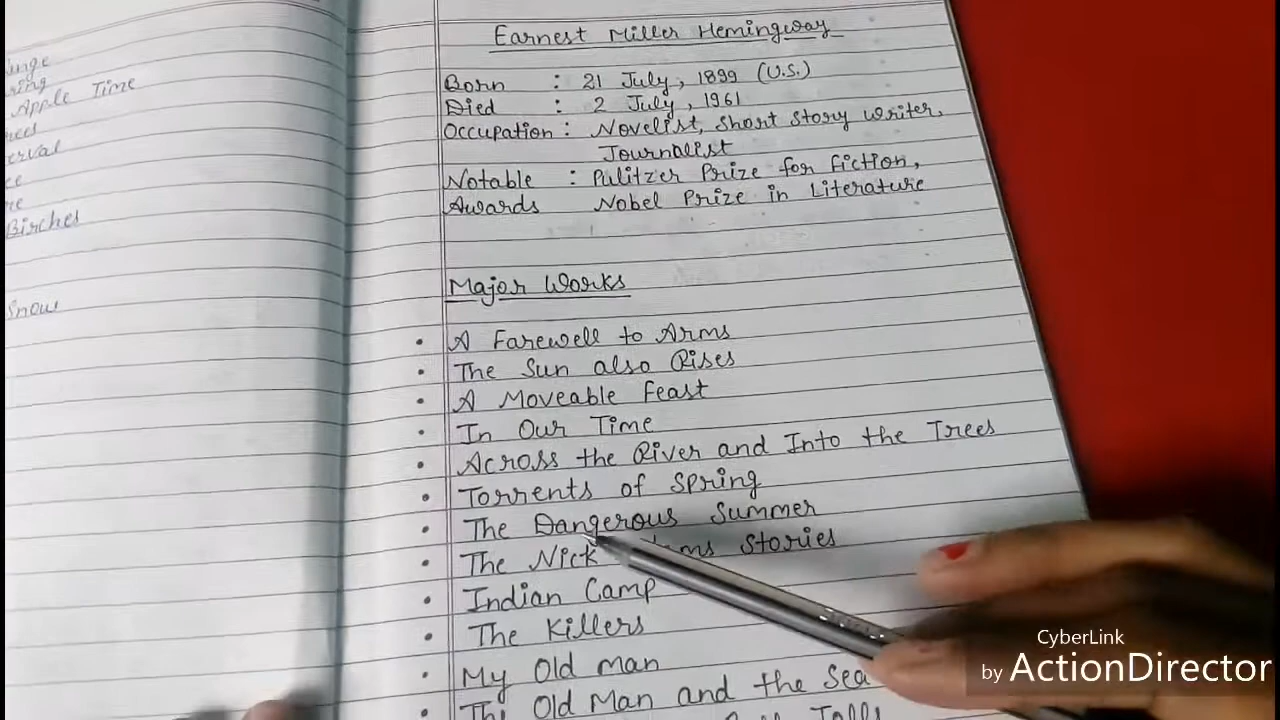 ange
ring
Apple Time
erval
Birches
Snow
Earnest Miller Hemingway
Born : 21 July, 1899 (U.S.)
Died : 2 July, 1961
Occupation : Novelist, Short Story writer,
Journalist
Notable : Pulitzer Prize for fiction,
Awards Nobel Prize in Literature
Major Works
• A Farewell to Arms
• The Sun also Rises
• A Moveable Feast
• In Our Time
• Across the River and Into the Trees
• Torrents of Spring
• The Dangerous Summer
• The Nick Stories
• Indian Camp
• The Killers
• My Old man
• The Old Man and the Sea
CyberLink
by ActionDirector